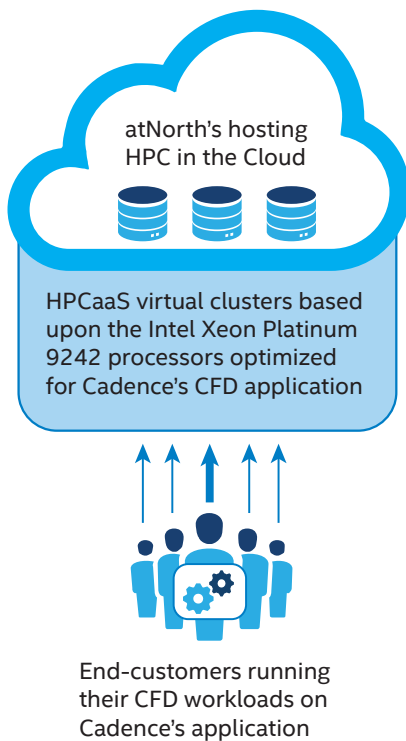 atNorth's hosting
HPC in the Cloud
HPCaaS virtual clusters based
upon the Intel Xeon Platinum
9242 processors optimized
for Cadence's CFD application
End-customers running
their CFD workloads on
Cadence's application